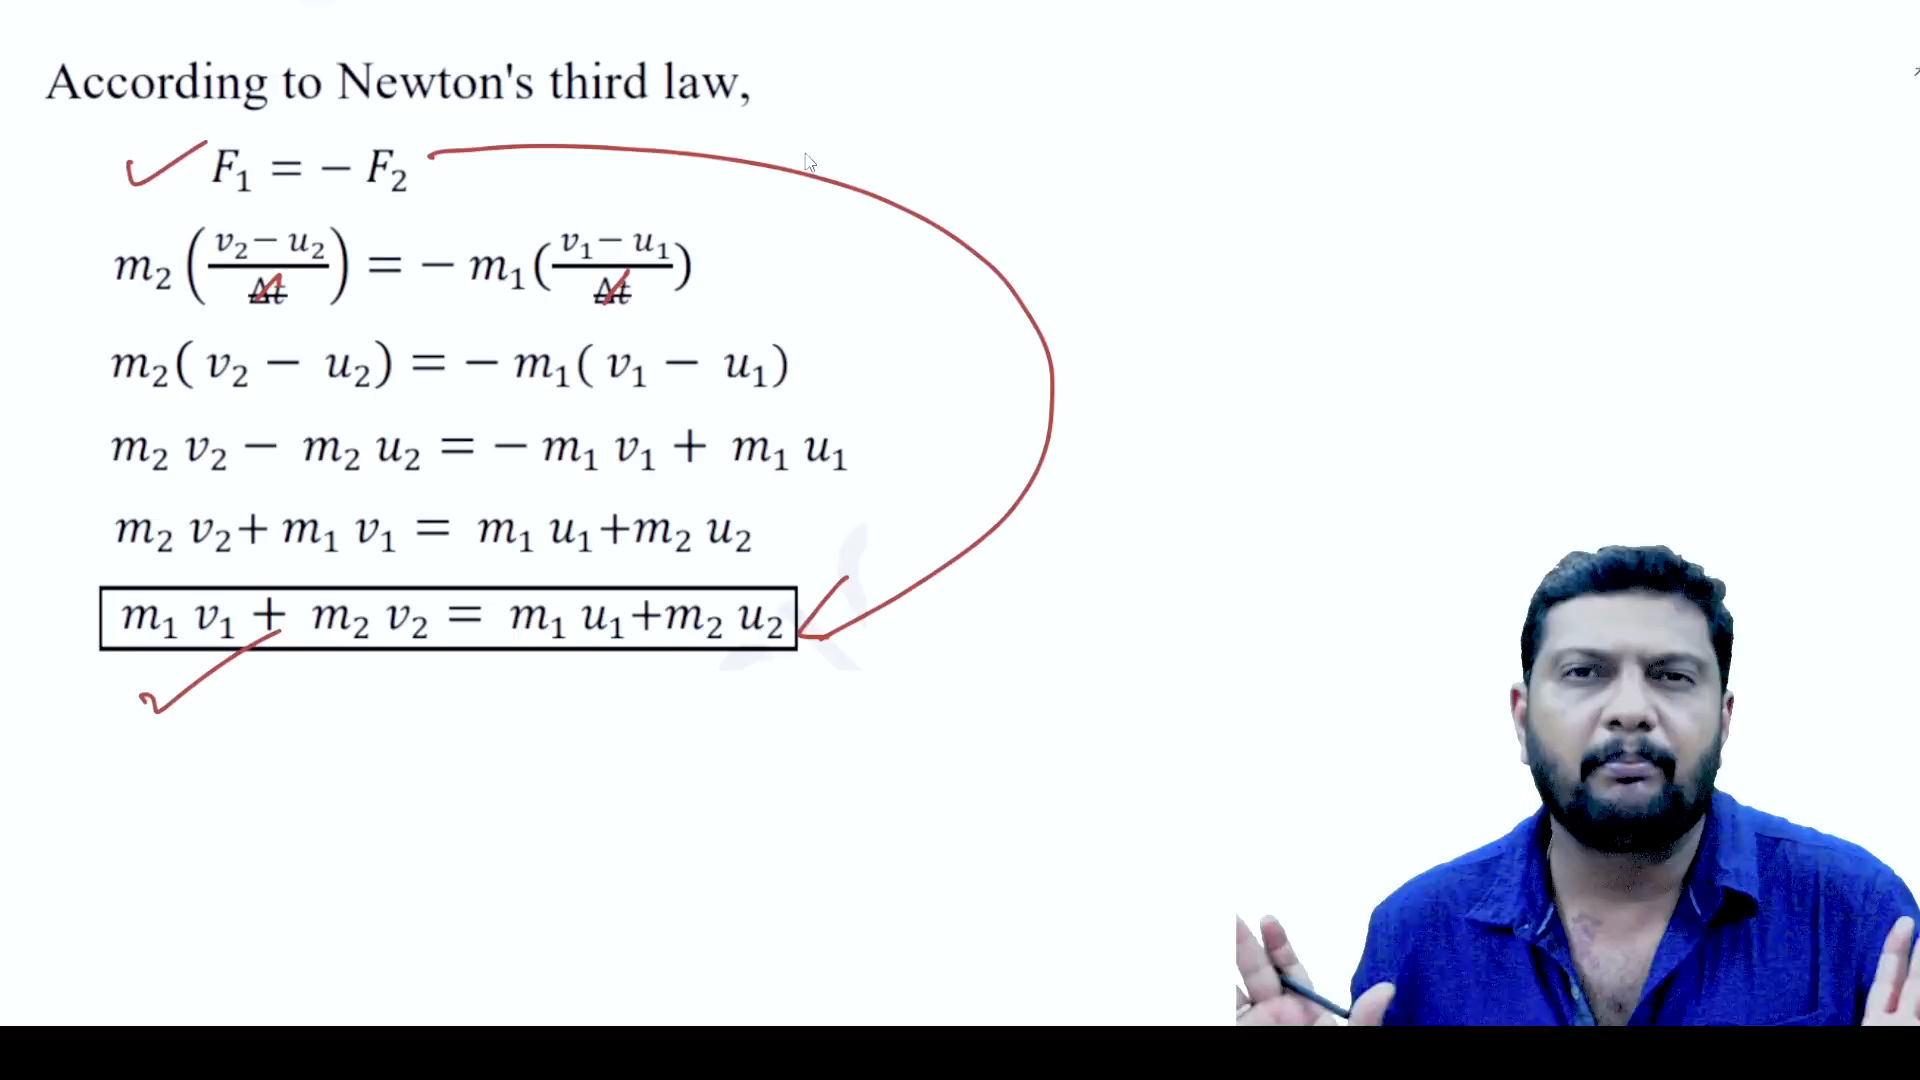 According to Newton's third law,
F₁ = − F₂
m₂ ( (v₂ − u₂) / Δt ) = − m₁ ( (v₁ − u₁) / Δt )
m₂( v₂ − u₂) = − m₁( v₁ − u₁)
m₂ v₂ − m₂ u₂ = − m₁ v₁ + m₁ u₁
m₂ v₂+ m₁ v₁ = m₁ u₁+m₂ u₂
m₁ v₁ + m₂ v₂ = m₁ u₁+m₂ u₂